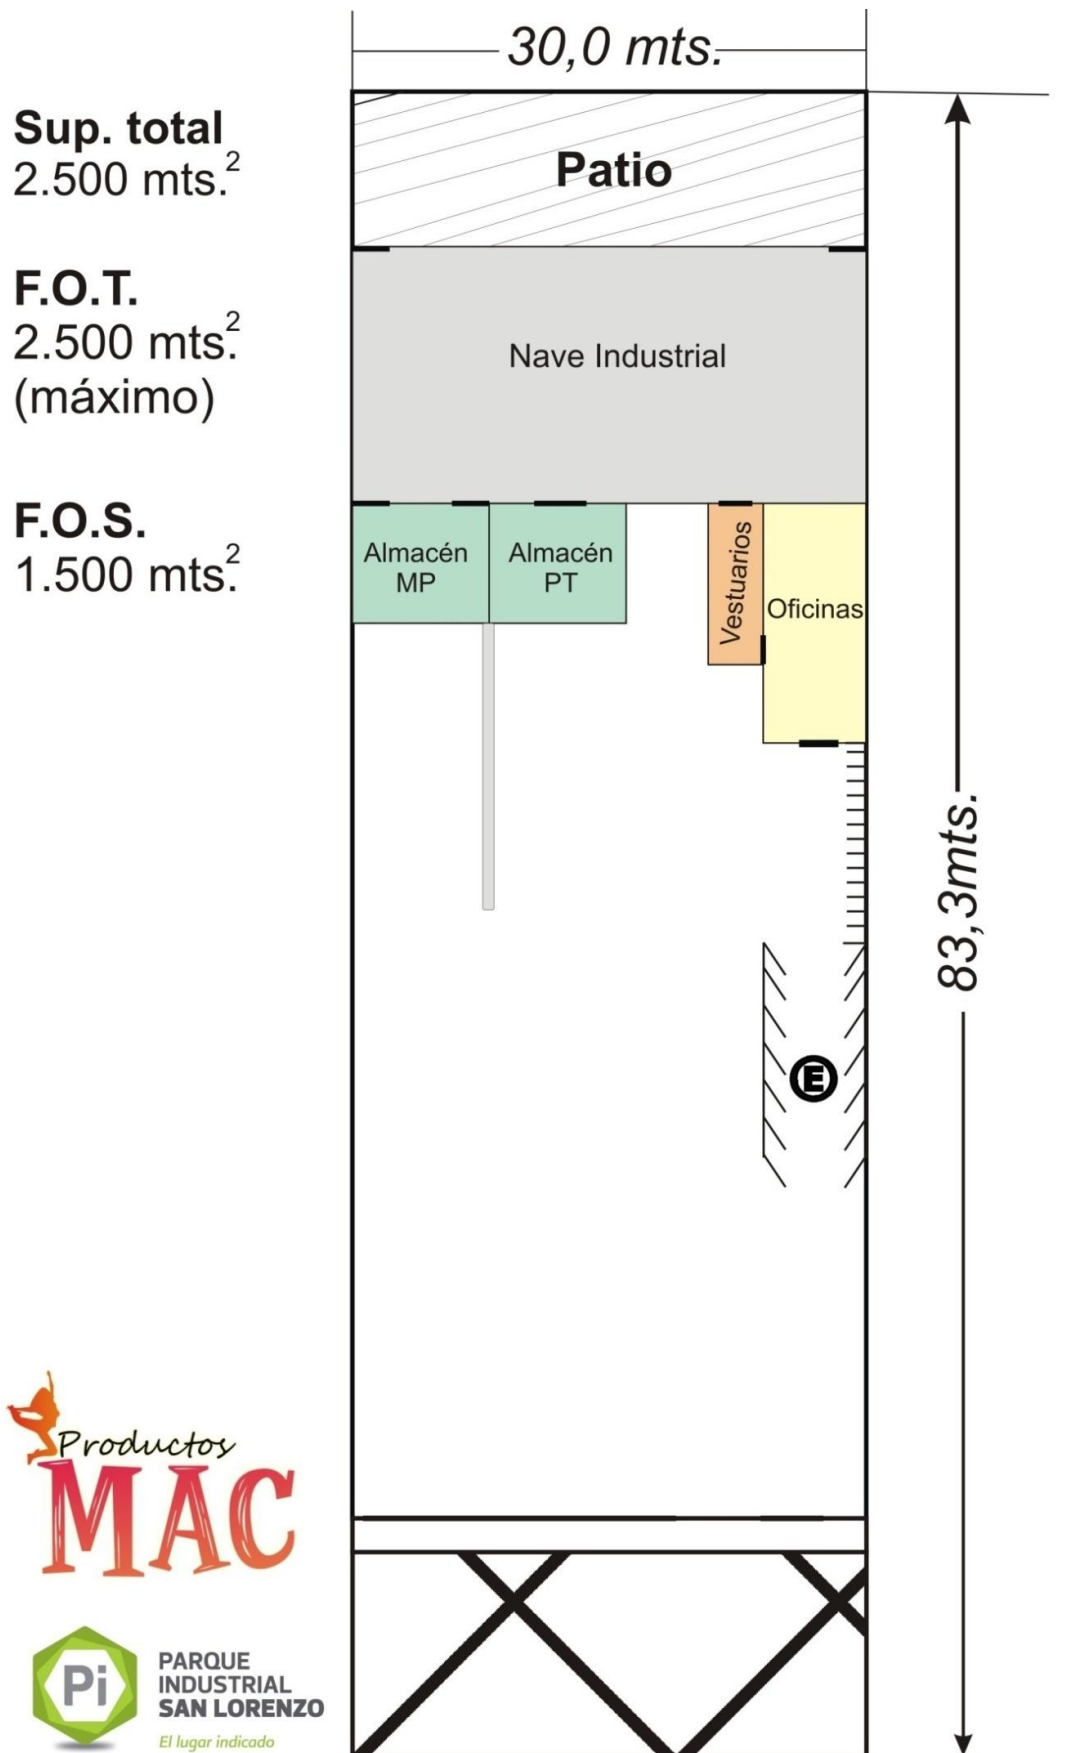 30,0 mts.
Sup. total
2.500 mts.²
Patio
F.O.T.
2.500 mts.²
(máximo)
Nave Industrial
F.O.S.
1.500 mts.²
Almacén
MP
Almacén
PT
Vestuarios
Oficinas
83,3mts.
E
Productos
MAC
Pi
PARQUE
INDUSTRIAL
SAN LORENZO
El lugar indicado